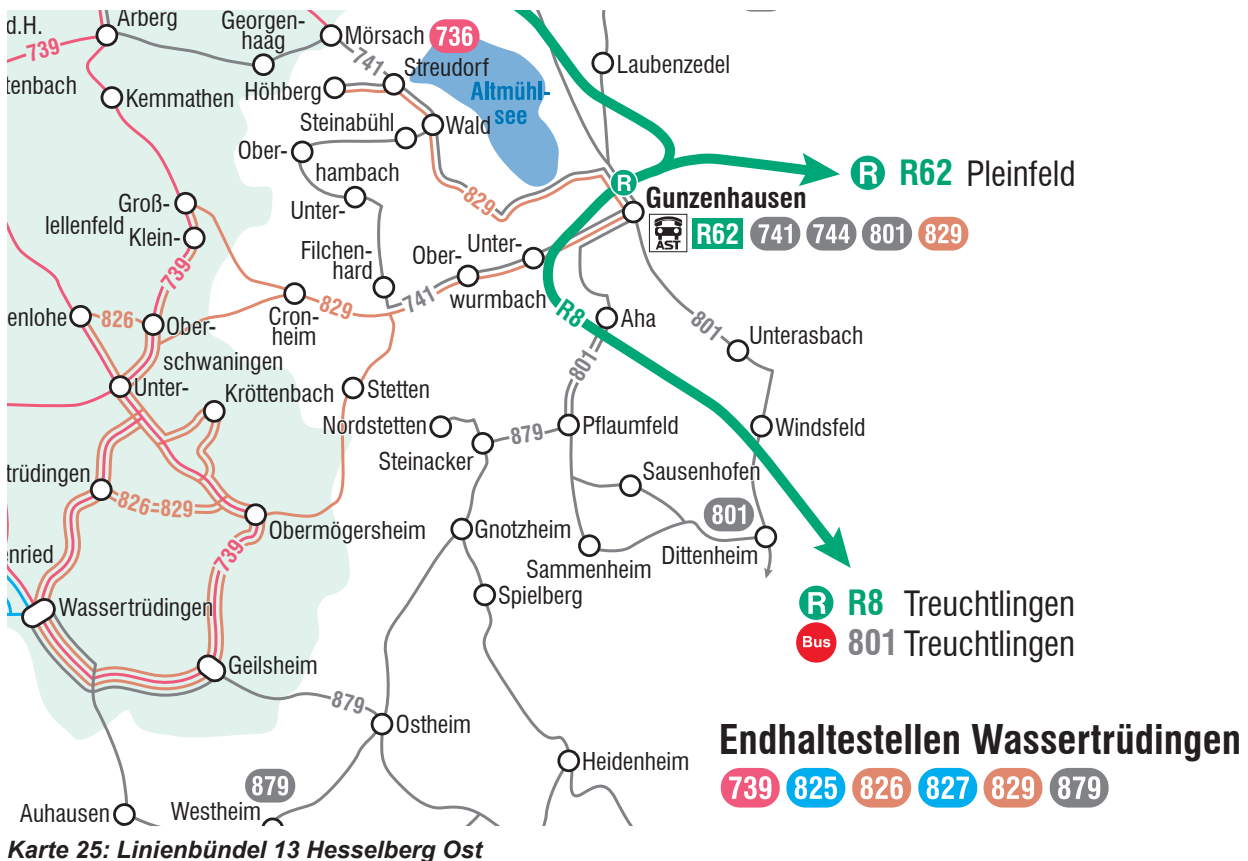 d.H.
Arberg
Georgen-
haag
Mörsach 736
739
741
Streudorf
Laubenzedel
tenbach
Kemmathen
Höhberg
Altmühl-
see
Steinabühl
Wald
Ober-
hambach
Unter-
R
R R62 Pleinfeld
829
Gunzenhausen
AST R62 741 744 801 829
Groß-
lellenfeld
Klein-
739
Filchen-
hard
Ober-
Unter-
wurmbach
741
829
Cron-
heim
enlohe
826
Ober-
schwaningen
Unter-
R8
Aha
801
Unterasbach
801
Kröttenbach
Stetten
Nordstetten
879
Pflaumfeld
Windsfeld
Steinacker
Sausenhofen
trüdingen
826=829
Obermögersheim
Gnotzheim
801
Dittenheim
Sammenheim
739
enried
Spielberg
Wassertrüdingen
R R8 Treuchtlingen
Bus 801 Treuchtlingen
Geilsheim
879
Ostheim
Endhaltestellen Wassertrüdingen
739 825 826 827 829 879
Heidenheim
879
Auhausen
Westheim
Karte 25: Linienbündel 13 Hesselberg Ost